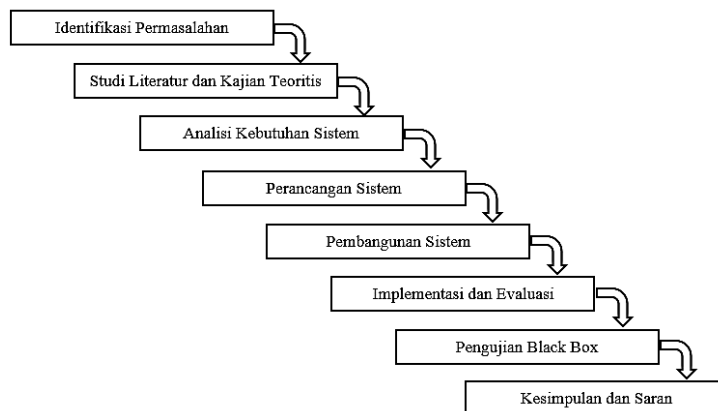 Identifikasi Permasalahan
Studi Literatur dan Kajian Teoritis
Analisi Kebutuhan Sistem
Perancangan Sistem
Pembangunan Sistem
Implementasi dan Evaluasi
Pengujian Black Box
Kesimpulan dan Saran